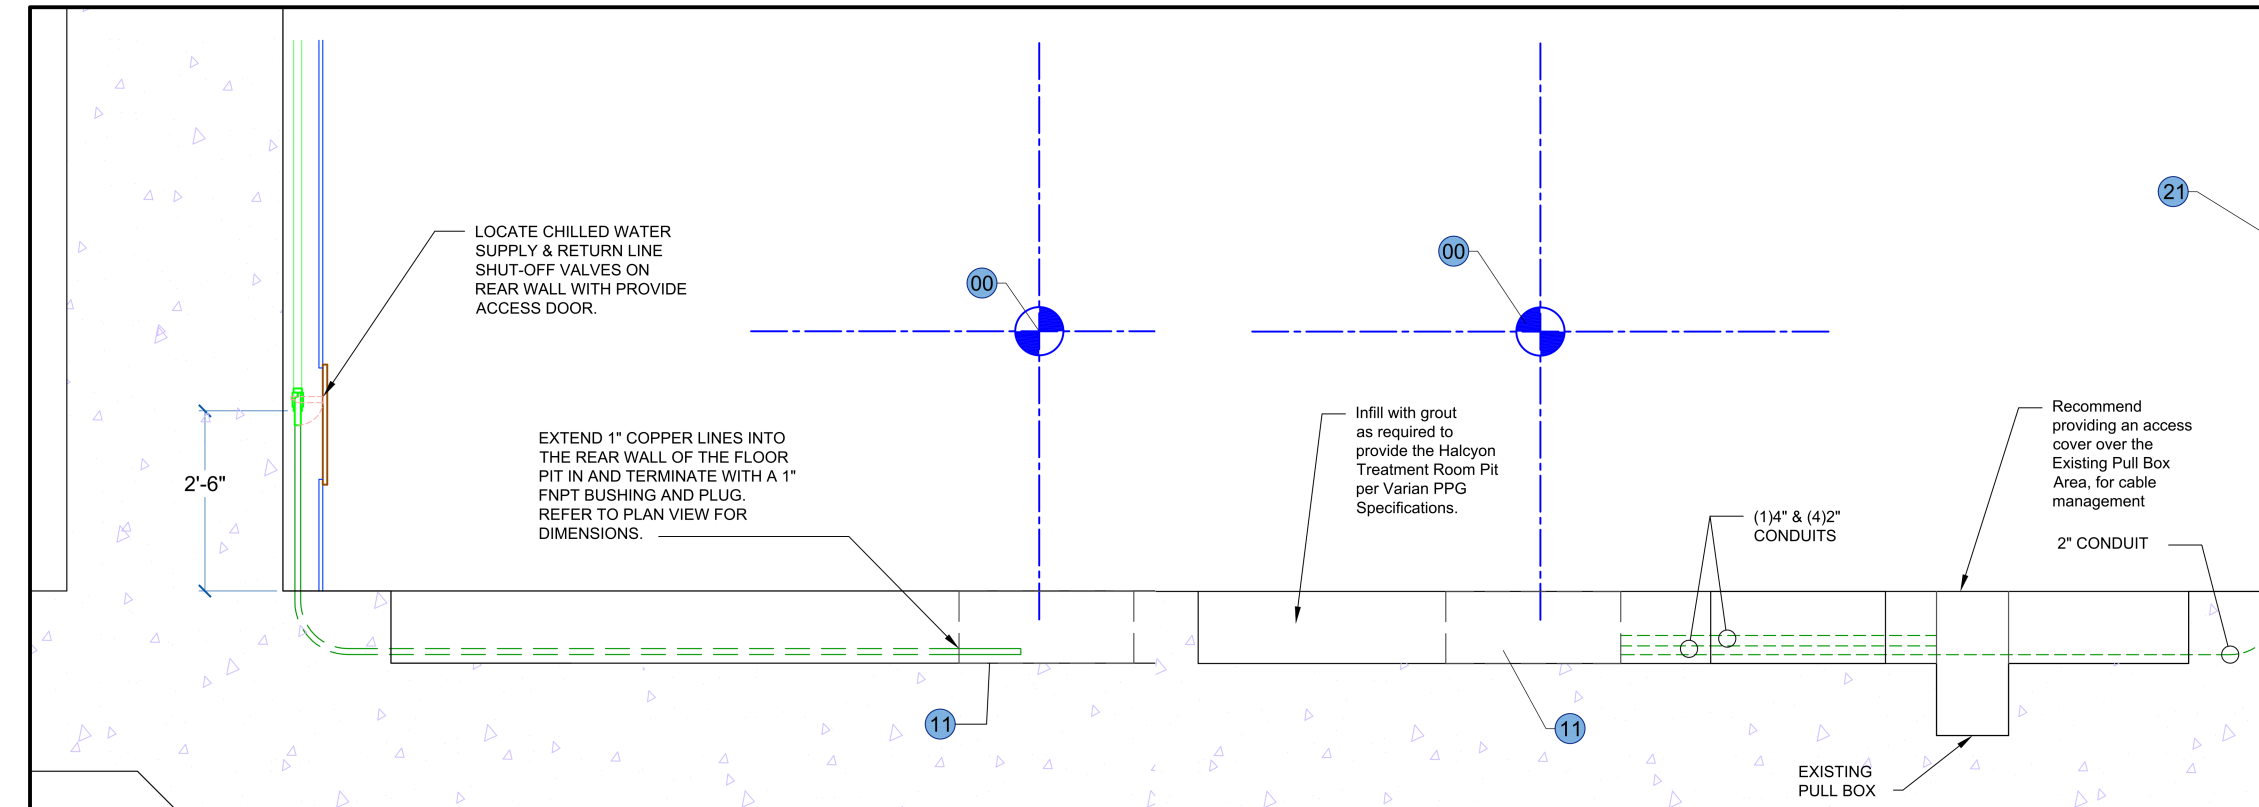 LOCATE CHILLED WATER
SUPPLY & RETURN LINE
SHUT-OFF VALVES ON
REAR WALL WITH PROVIDE
ACCESS DOOR.
2'-6"
EXTEND 1" COPPER LINES INTO
THE REAR WALL OF THE FLOOR
PIT IN AND TERMINATE WITH A 1"
FNPT BUSHING AND PLUG.
REFER TO PLAN VIEW FOR
DIMENSIONS.
00
11
00
Infill with grout
as required to
provide the Halcyon
Treatment Room Pit
per Varian PPG
Specifications.
11
(1)4" & (4)2"
CONDUITS
21
Recommend
providing an access
cover over the
Existing Pull Box
Area, for cable
management
2" CONDUIT
EXISTING
PULL BOX